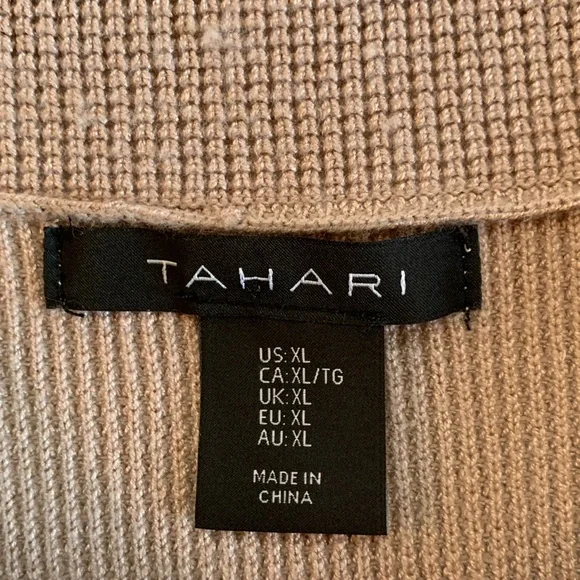 TAHARI
US: XL
CA: XL/TG
UK: XL
EU: XL
AU: XL
MADE IN
CHINA